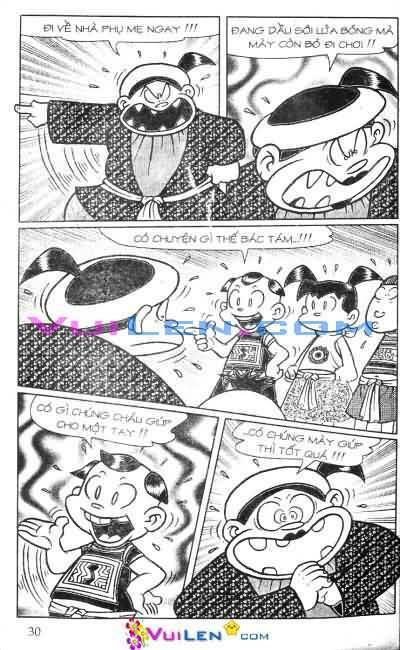 ĐI VỀ NHÀ PHỤ MẸ NGAY !!!
ĐANG DẦU SÔI LỬA BỎNG MÀ
MÀY CÒN BỎ ĐI CHƠI !!
CÓ CHUYỆN GÌ THẾ BÁC TÁM...!!!
VUILEN.COM
CÓ GÌ CHÚNG CHÁU GIÚP
CHO MỘT TAY !!
...CÓ CHÚNG MÀY GIÚP
THÌ TỐT QUÁ !!!
30
VUILEN.COM